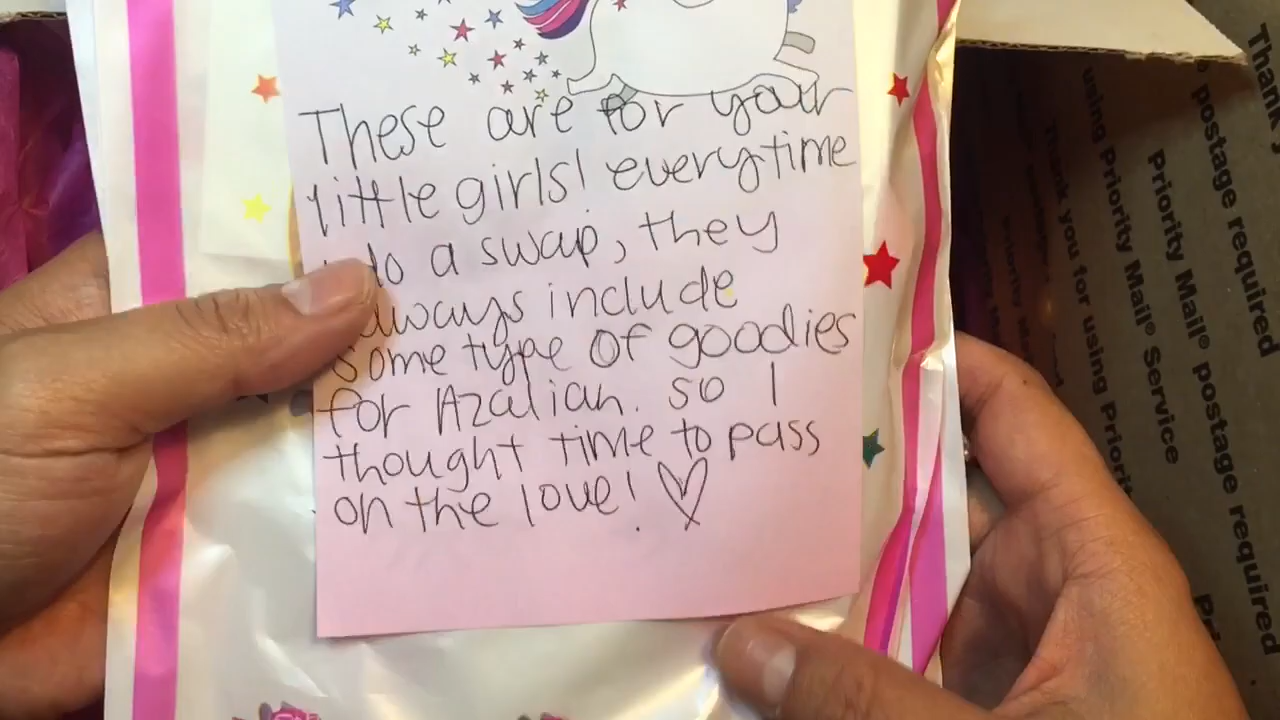 These are for your
little girls! everytime
I do a swap, they
always include
some type of goodies
for Azalian. so I
thought time to pass
on the love! ♡
Thank y
postage required
using Priority Mail® Service
Priority Mail® postage required
Thank you for using Priority